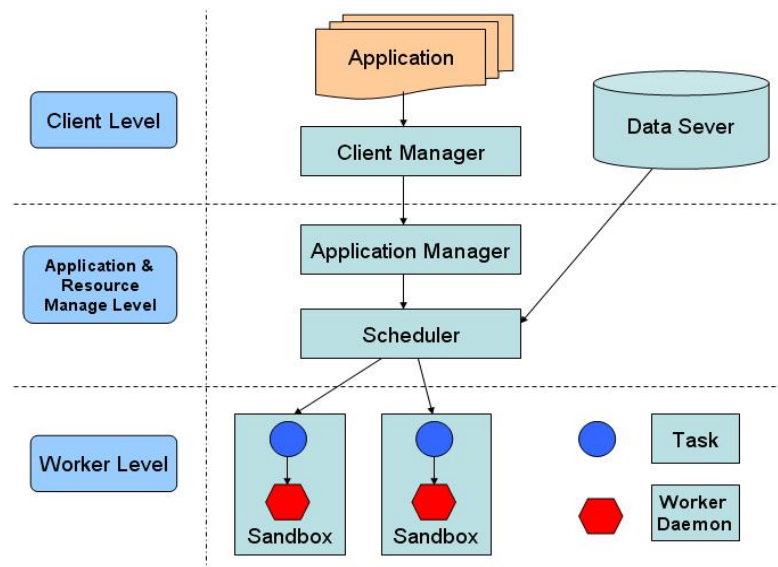 Application
Client Level
Client Manager
Data Sever
Application &
Resource
Manage Level
Application Manager
Scheduler
Worker Level
Sandbox
Sandbox
Task
Worker
Daemon